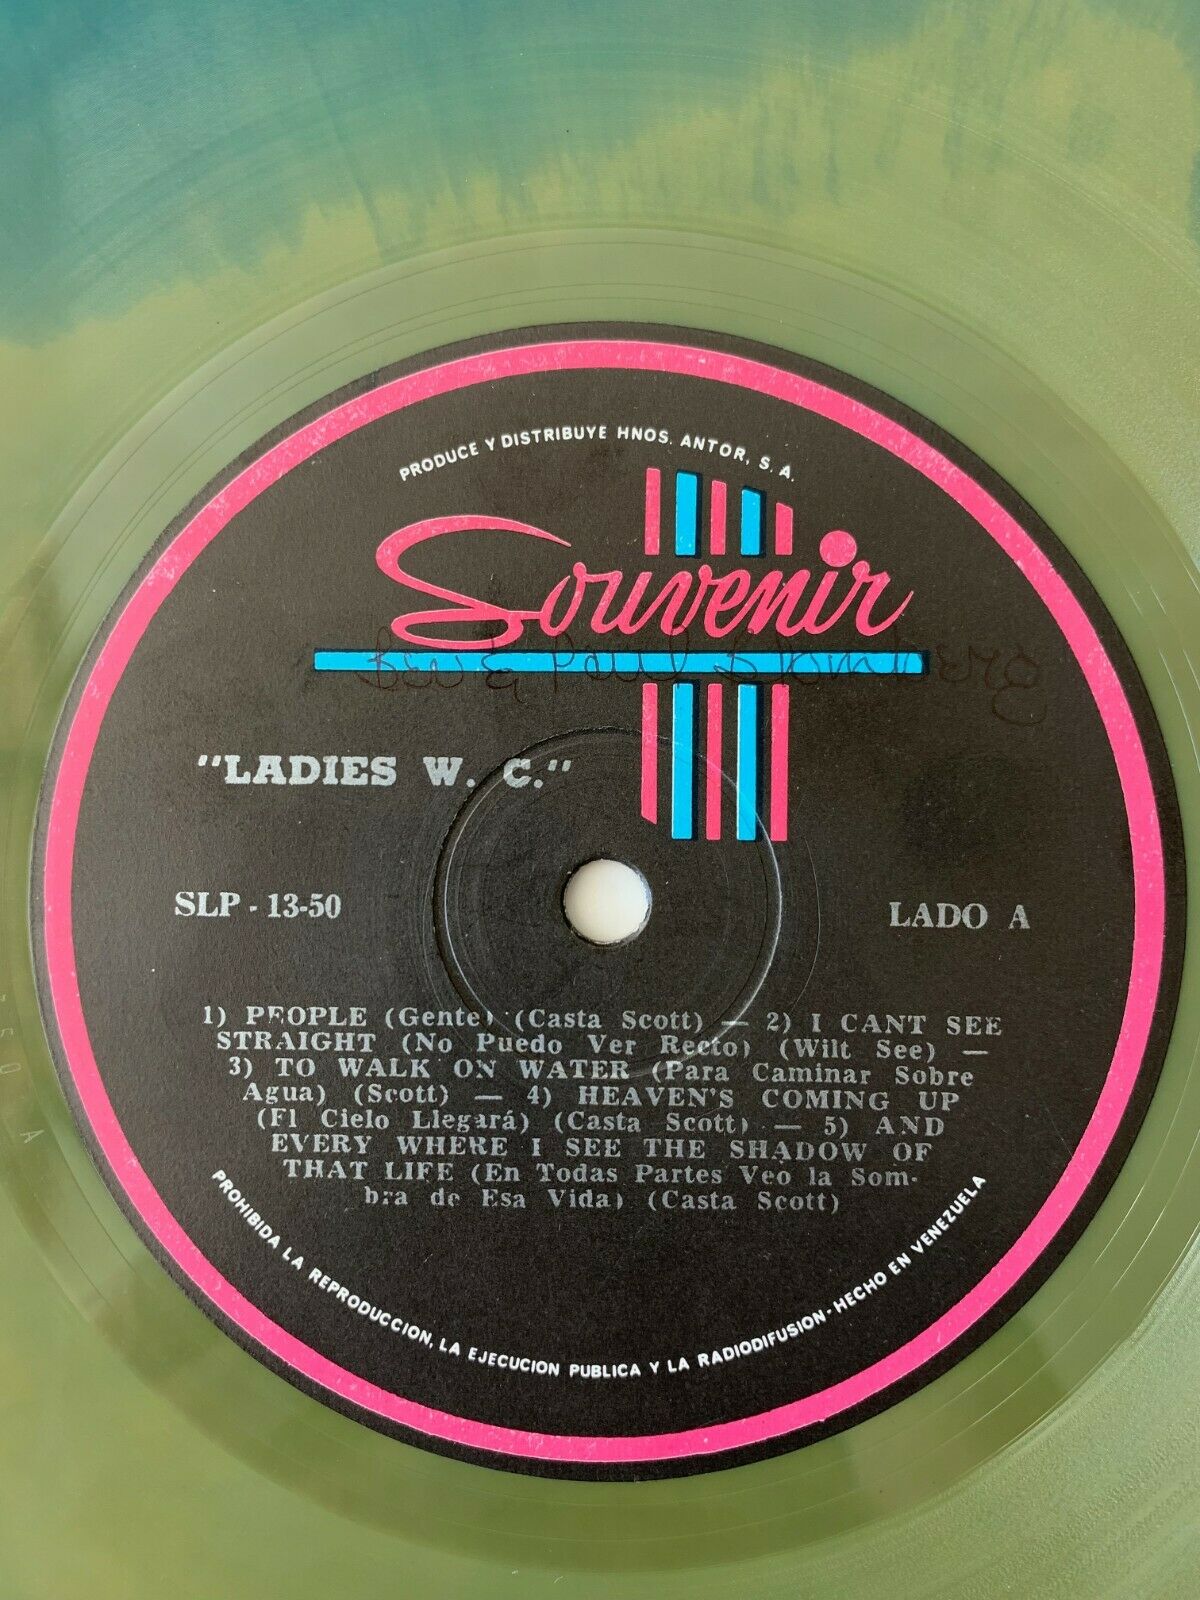 PRODUCE Y DISTRIBUYE HNOS. ANTOR, S. A.
Souvenir
Bev & Paul Blomberg
"LADIES W. C."
SLP - 13-50
LADO A
1) PEOPLE (Gente) (Casta Scott) — 2) I CANT SEE
STRAIGHT (No Puedo Ver Recto) (Wilt See) —
3) TO WALK ON WATER (Para Caminar Sobre
Agua) (Scott) — 4) HEAVEN'S COMING UP
(El Cielo Llegará) (Casta Scott) — 5) AND
EVERY WHERE I SEE THE SHADOW OF
THAT LIFE (En Todas Partes Veo la Som-
bra de Esa Vida) (Casta Scott)
PROHIBIDA LA REPRODUCCION, LA EJECUCION PUBLICA Y LA RADIODIFUSION - HECHO EN VENEZUELA